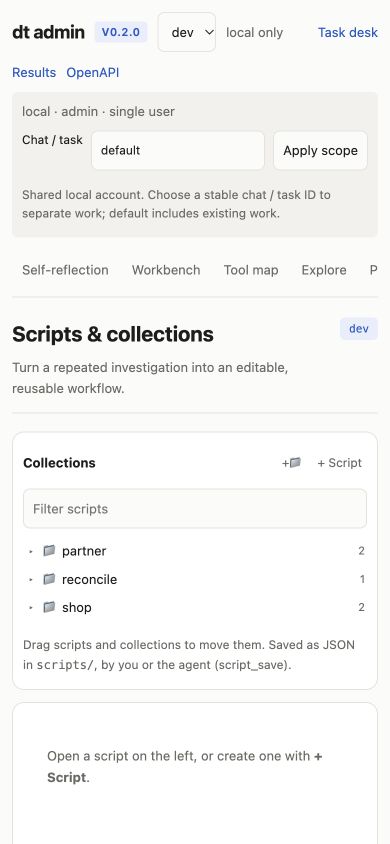 dt admin V0.2.0 dev local only Task desk
Results OpenAPI
local · admin · single user
Chat / task default Apply scope
Shared local account. Choose a stable chat / task ID to
separate work; default includes existing work.
Self-reflection Workbench Tool map Explore P
Scripts & collections dev
Turn a repeated investigation into an editable,
reusable workflow.
Collections + + Script
Filter scripts
partner 2
reconcile 1
shop 2
Drag scripts and collections to move them. Saved as JSON
in scripts/, by you or the agent (script_save).
Open a script on the left, or create one with +
Script.